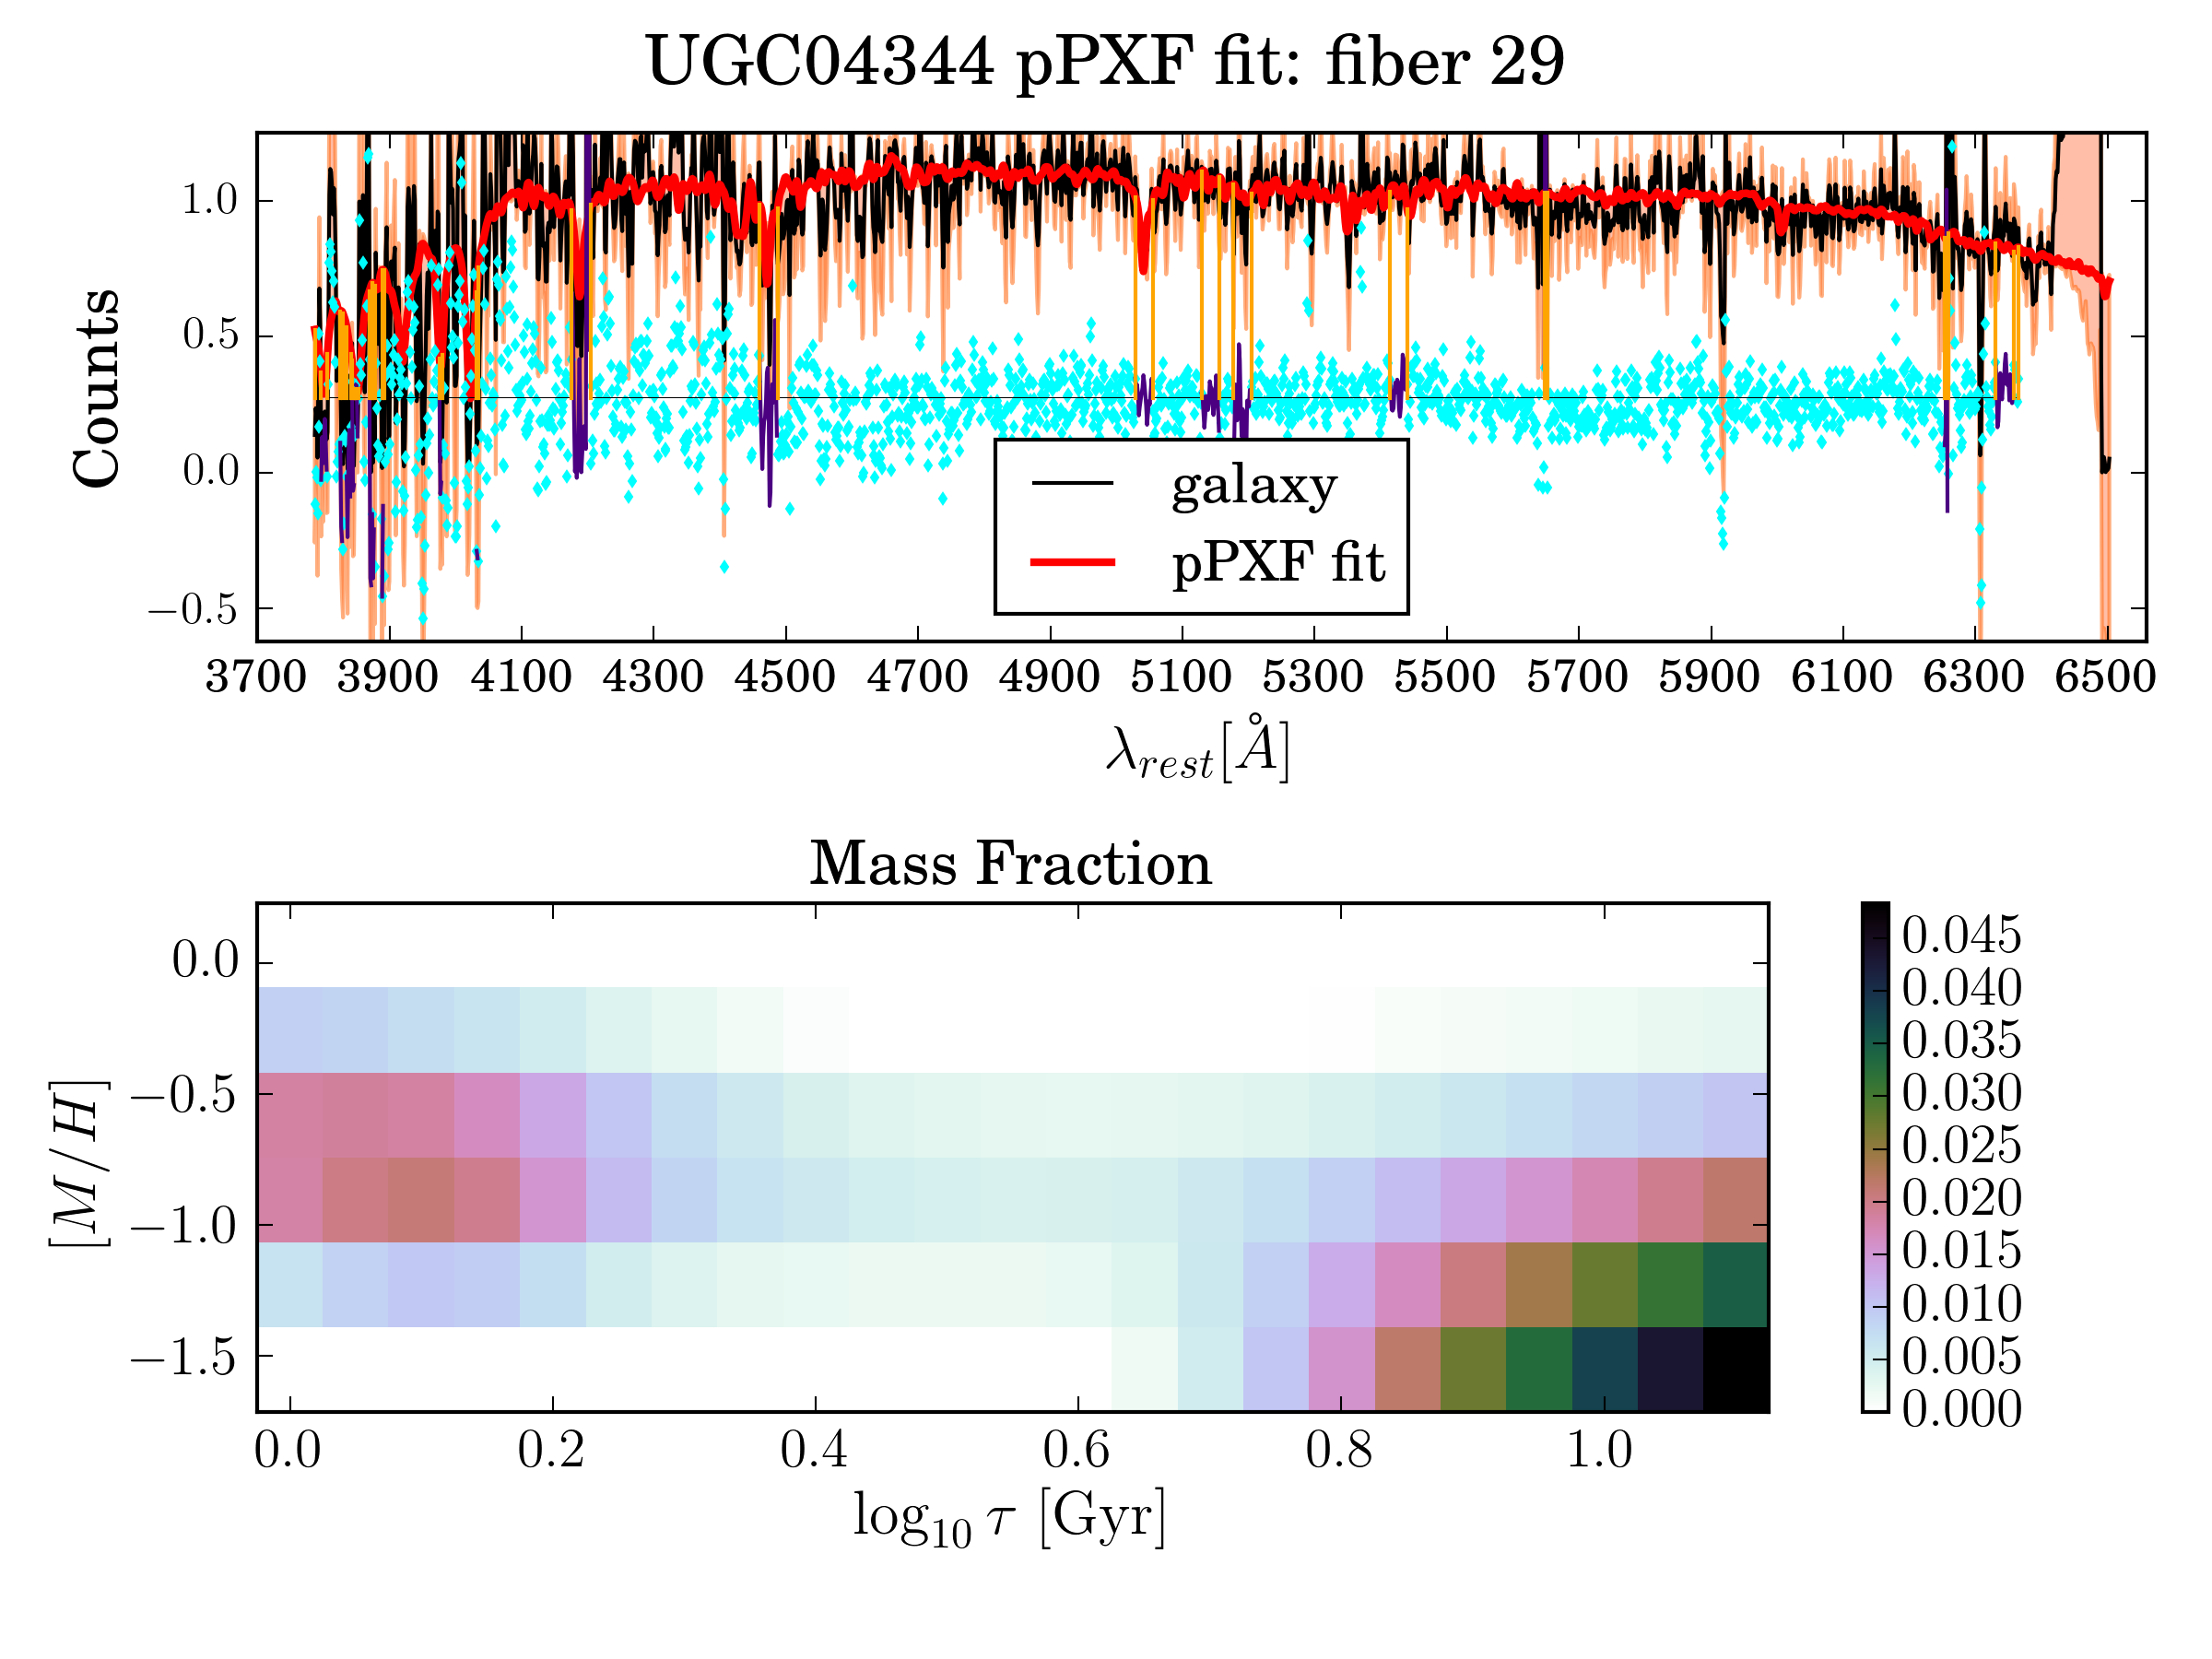 UGC04344 pPXF fit: fiber 29
Counts
1.0
0.5
0.0
−0.5
galaxy
pPXF fit
3700 3900 4100 4300 4500 4700 4900 5100 5300 5500 5700 5900 6100 6300 6500
λrest[Å]
Mass Fraction
[M/H]
0.0
−0.5
−1.0
−1.5
0.0 0.2 0.4 0.6 0.8 1.0
log10 τ [Gyr]
0.045
0.040
0.035
0.030
0.025
0.020
0.015
0.010
0.005
0.000